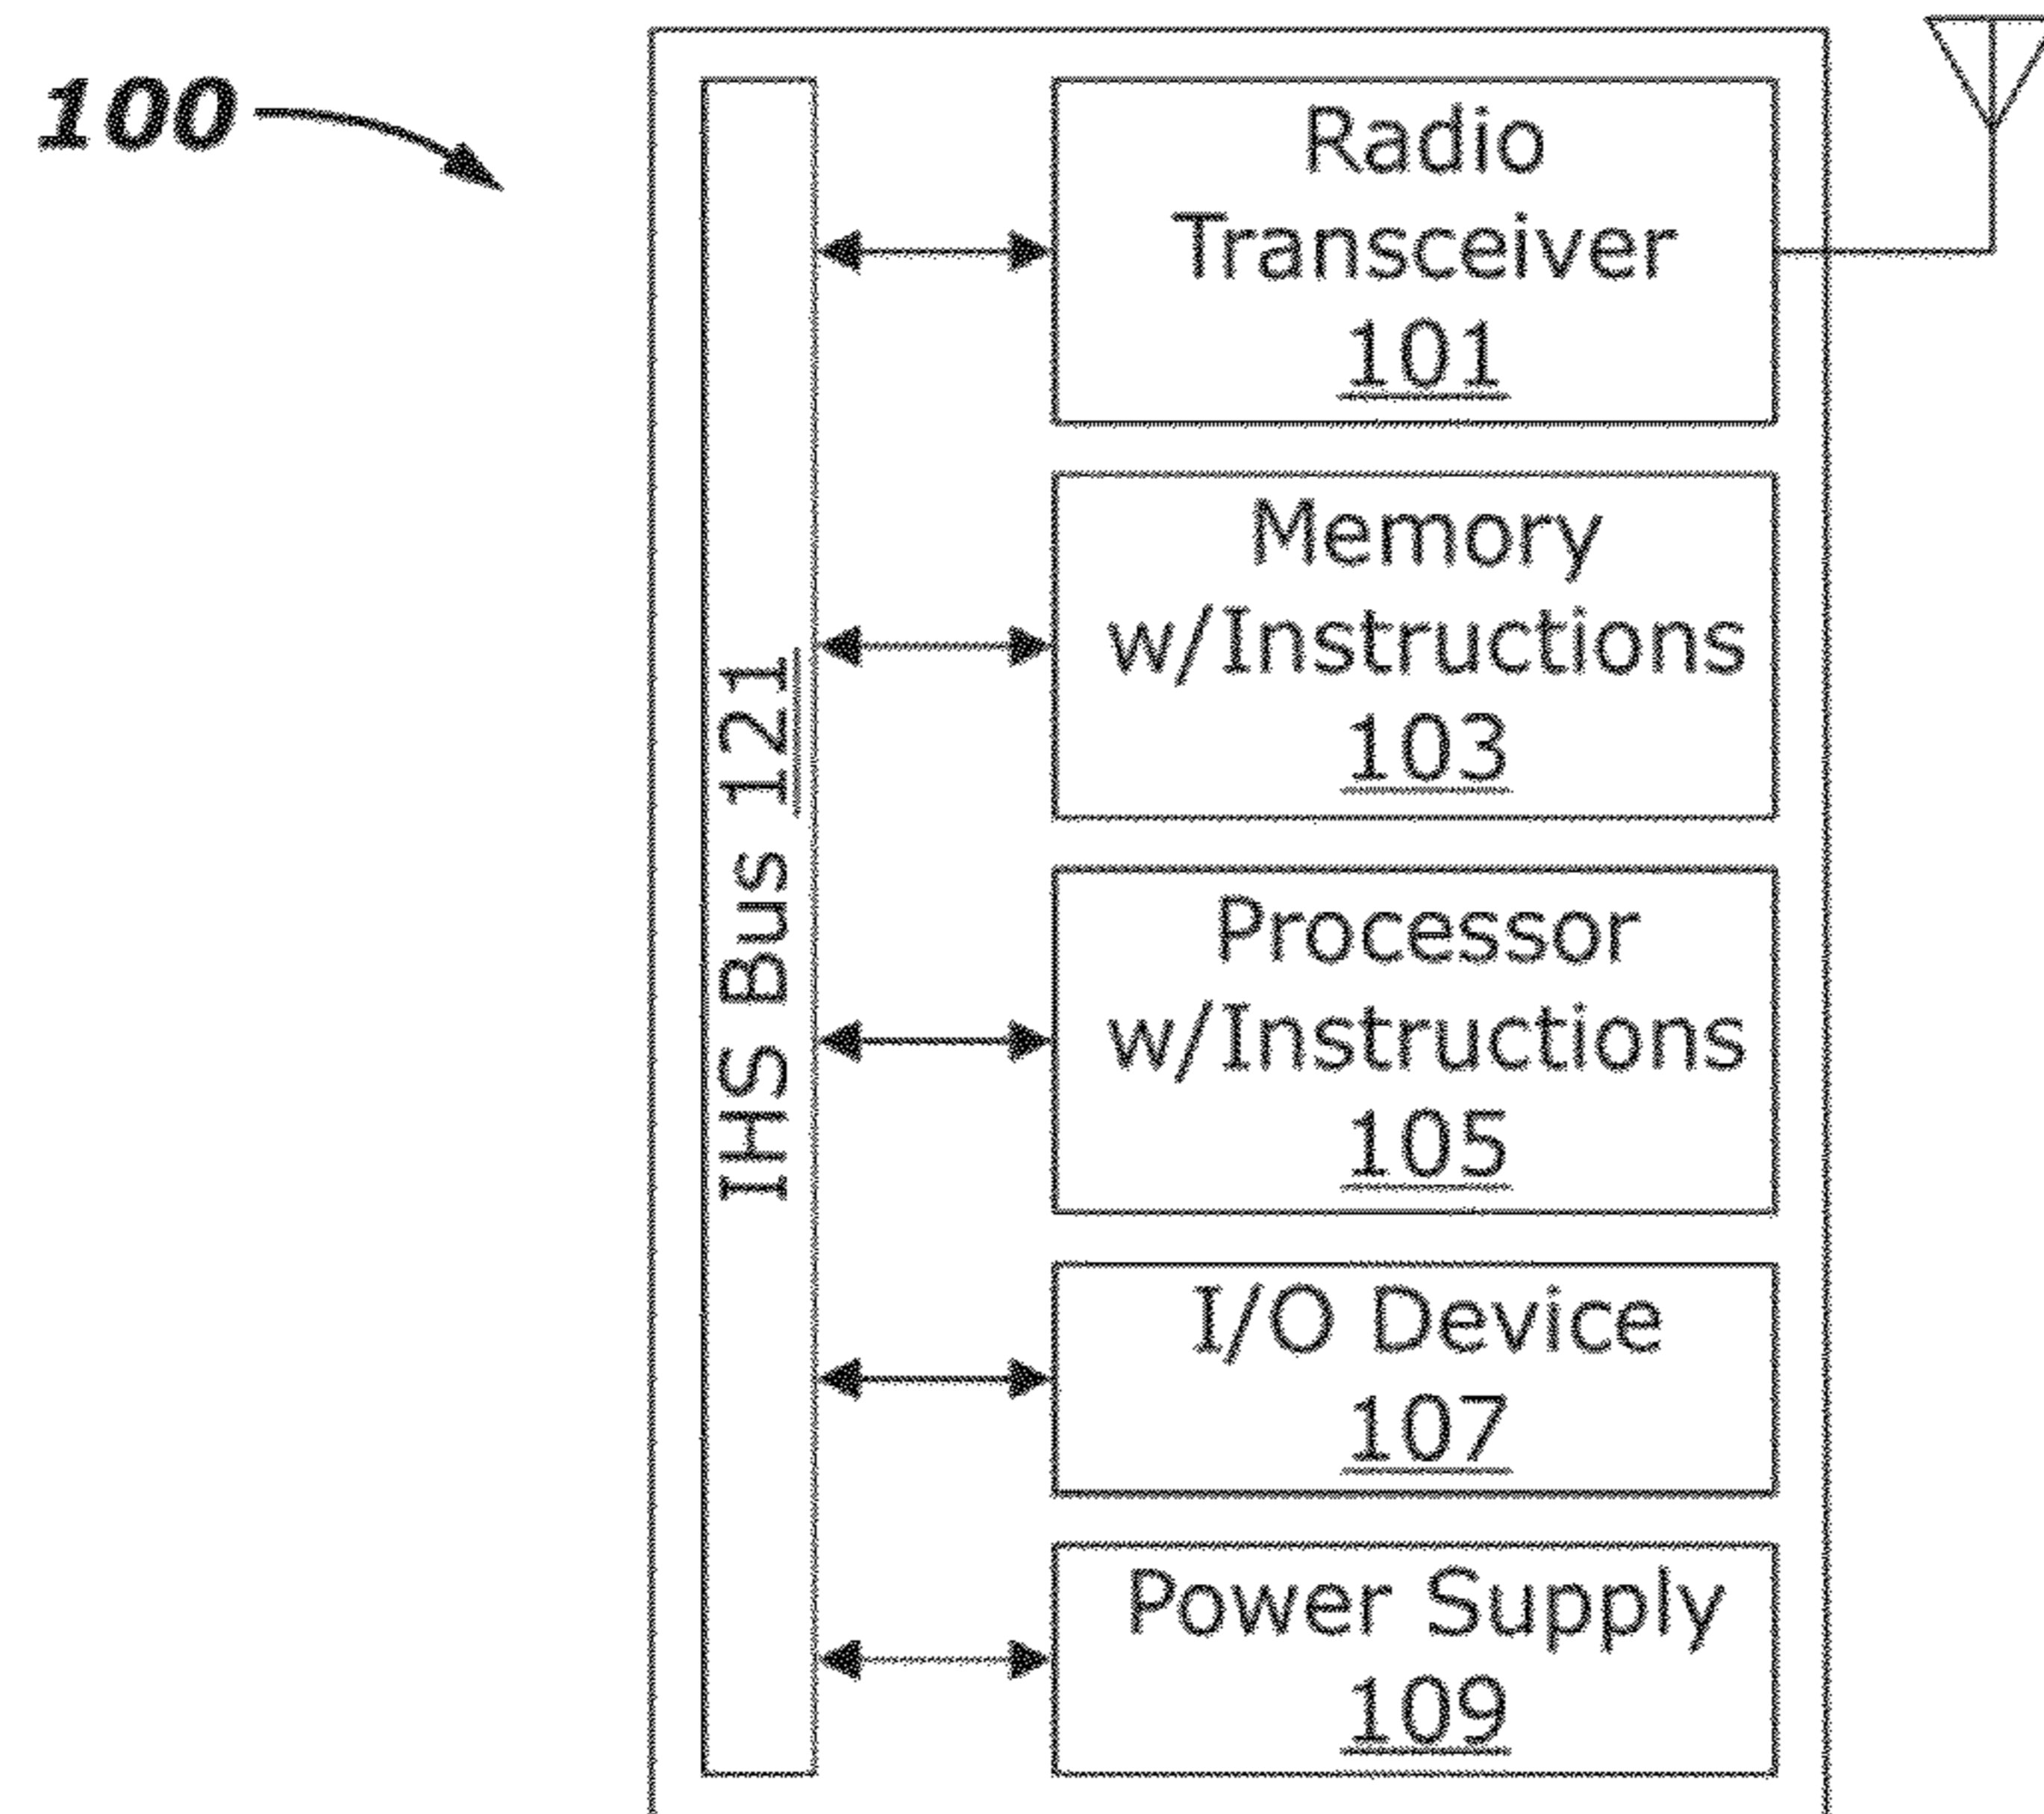 100
IHS Bus 121
Radio
Transceiver
101
Memory
w/Instructions
103
Processor
w/Instructions
105
I/O Device
107
Power Supply
109